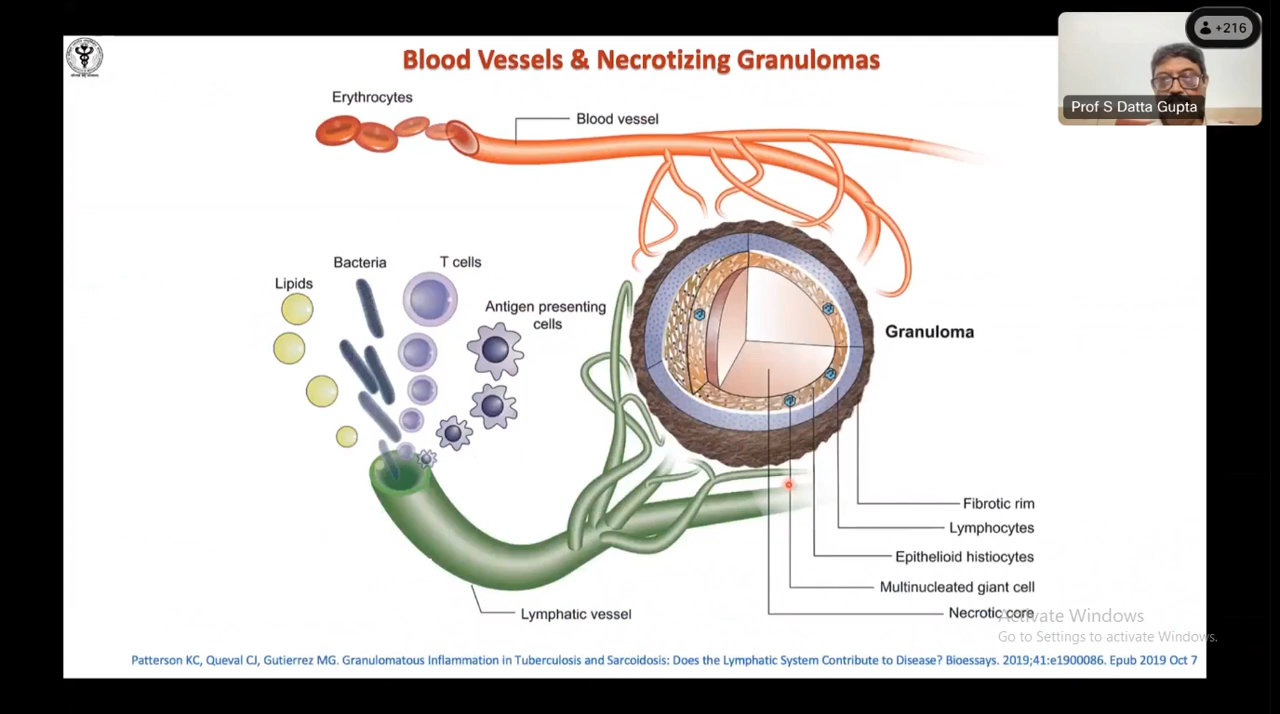 Blood Vessels & Necrotizing Granulomas
+216
Prof S Datta Gupta
Erythrocytes
Blood vessel
Bacteria
T cells
Lipids
Antigen presenting
cells
Granuloma
Fibrotic rim
Lymphocytes
Epithelioid histiocytes
Multinucleated giant cell
Necrotic core
Lymphatic vessel
Activate Windows
Go to Settings to activate Windows.
Patterson KC, Queval CJ, Gutierrez MG. Granulomatous Inflammation in Tuberculosis and Sarcoidosis: Does the Lymphatic System Contribute to Disease? Bioessays. 2019;41:e1900086. Epub 2019 Oct 7